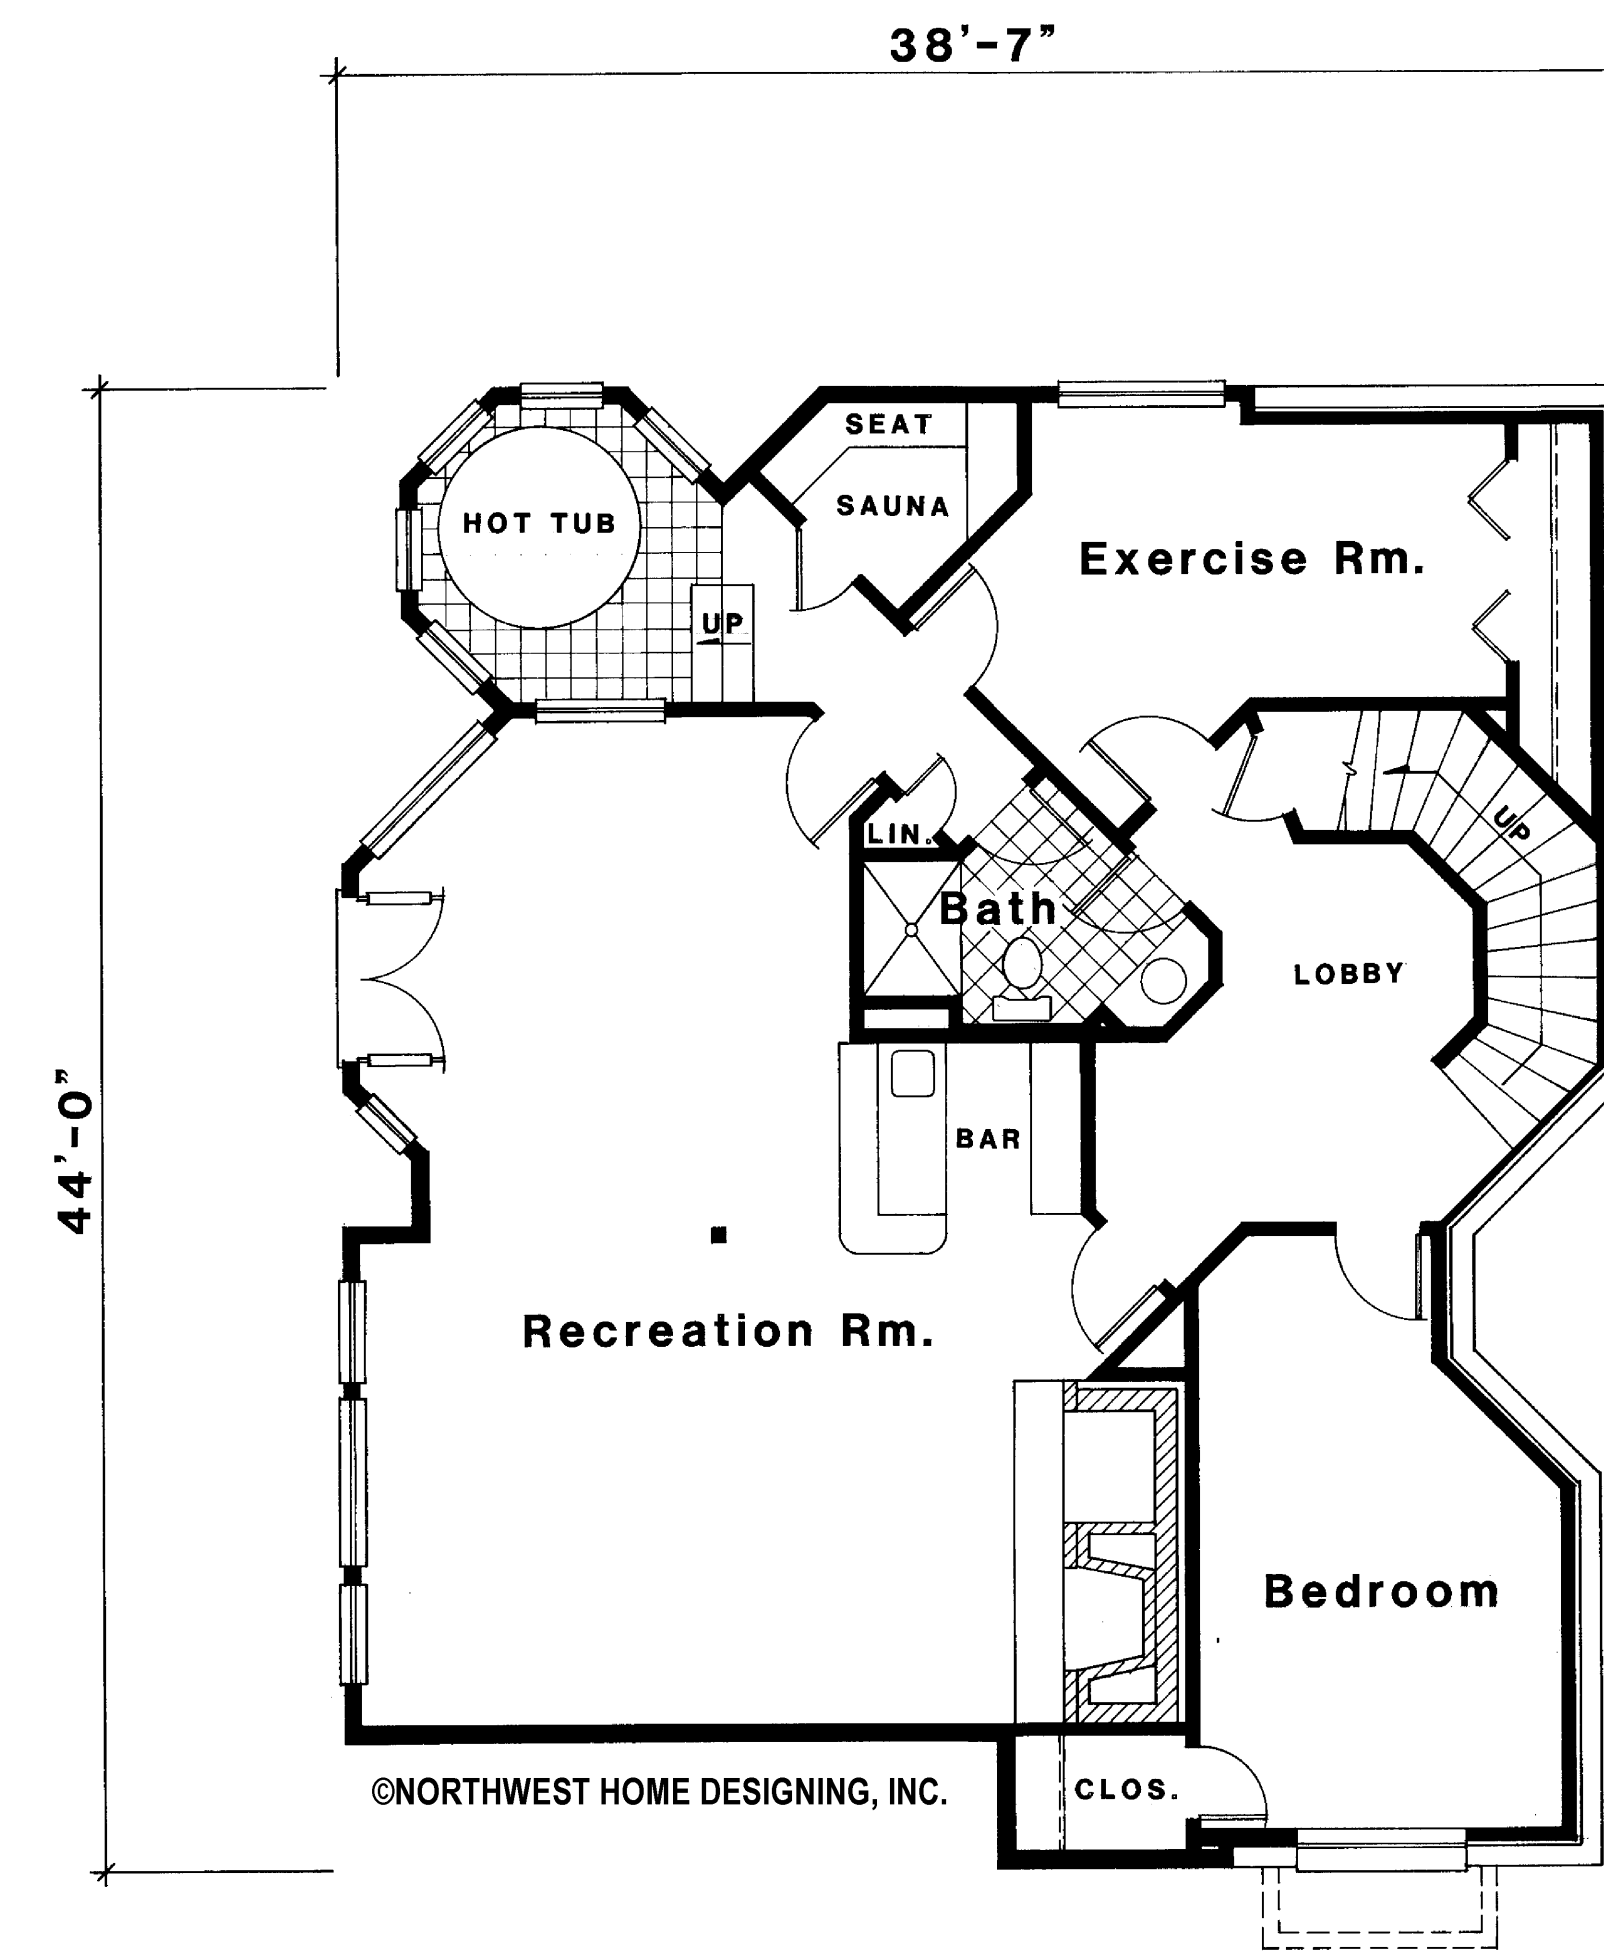 38'-7"
SEAT
SAUNA
HOT TUB
Exercise Rm.
UP
UP
LIN.
Bath
LOBBY
44'-0"
BAR
Recreation Rm.
Bedroom
CLOS.
©NORTHWEST HOME DESIGNING, INC.